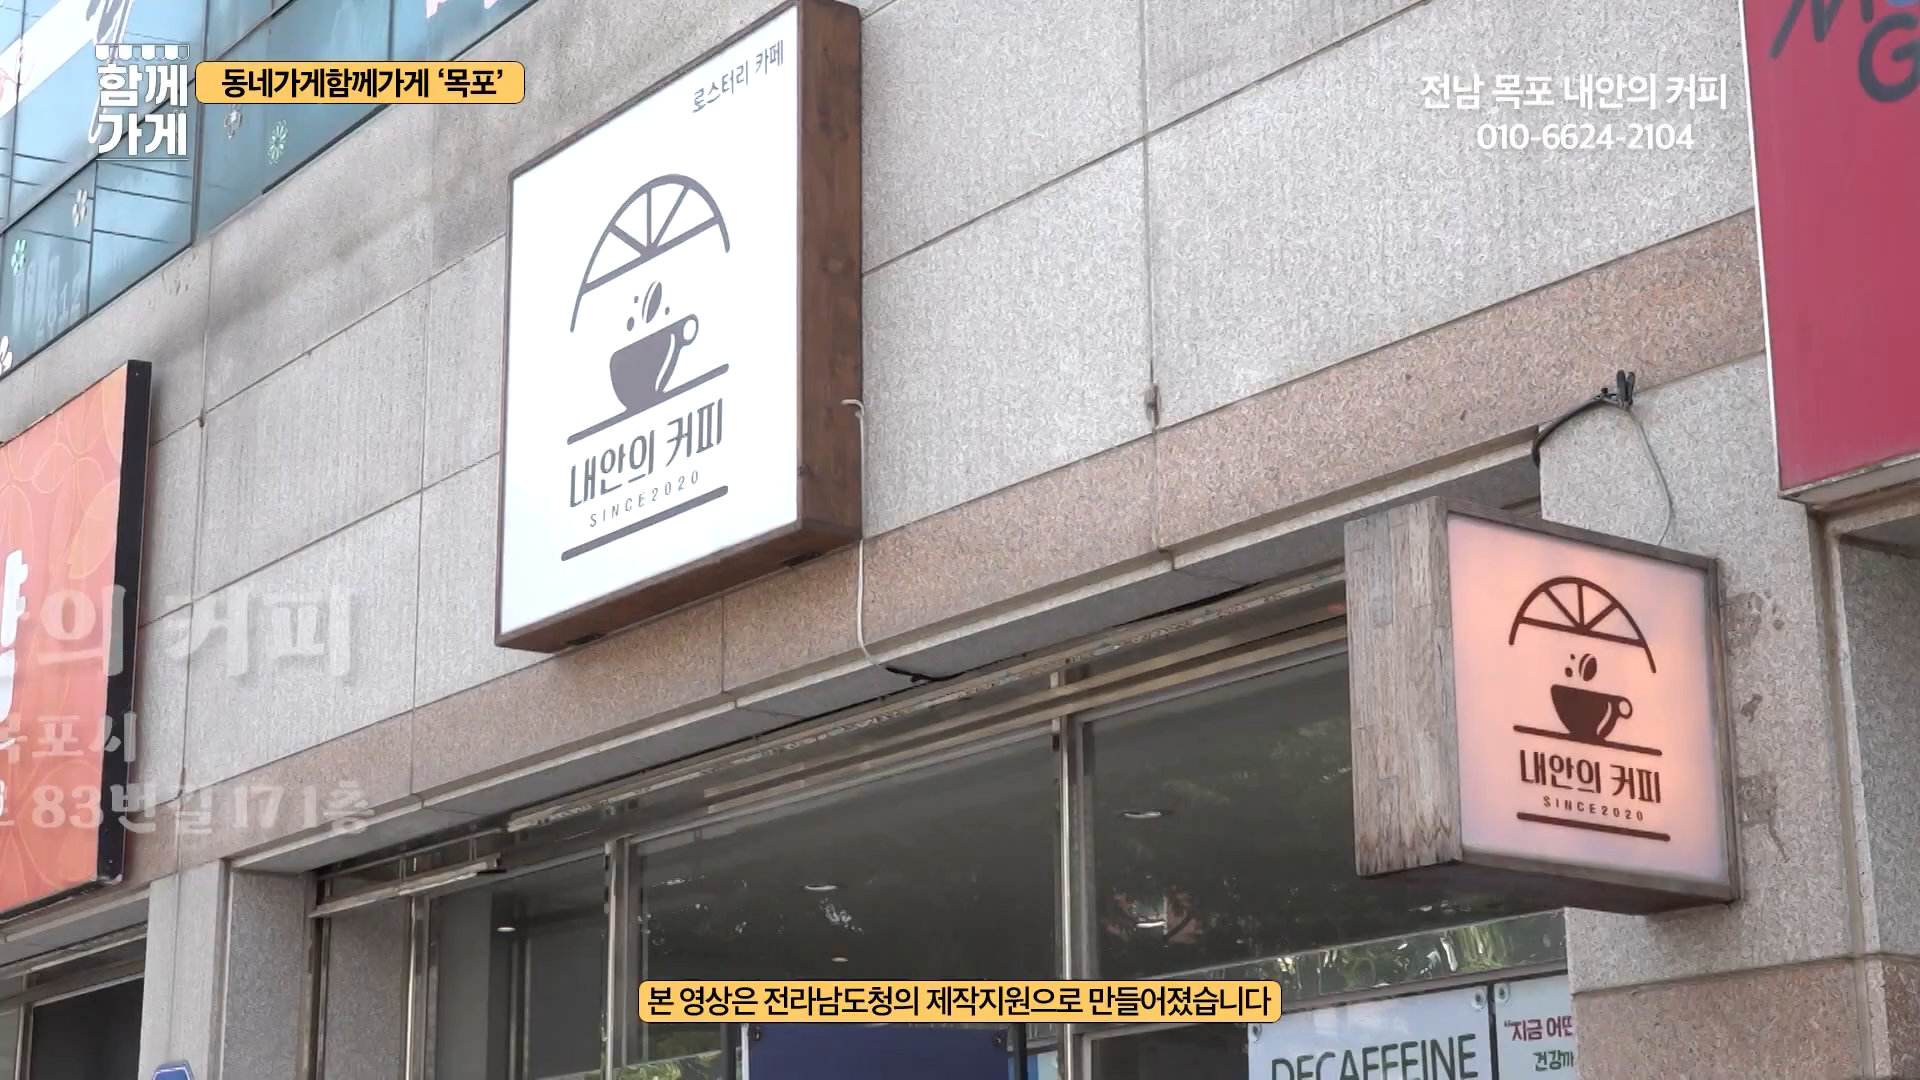 함께
가게
동네가게함께가게 ‘목포’
전남 목포 내안의 커피
010-6624-2104
로스터리 카페
내안의 커피
SINCE2020
내안의 커피
SINCE2020
의 커피
포시
83번길 17 1층
본 영상은 전라남도청의 제작지원으로 만들어졌습니다
DECAFFEINE
“지금
건강